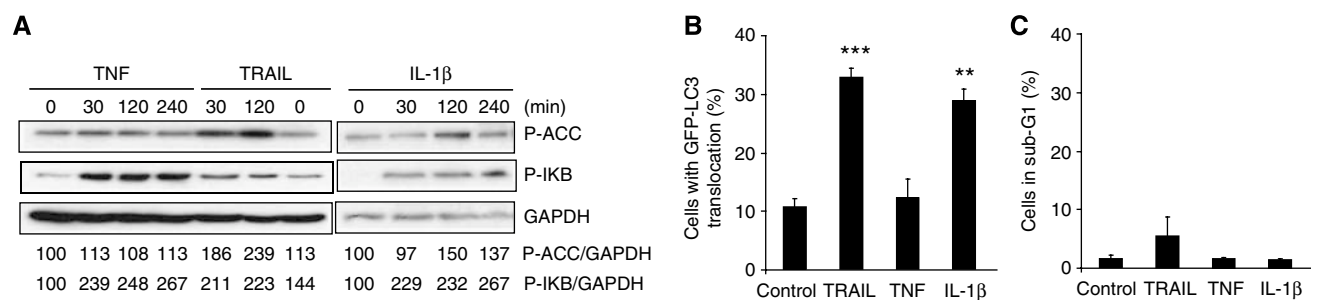 A
TNF TRAIL IL-1β
0 30 120 240 30 120 0 0 30 120 240 (min)
P-ACC
P-IKB
GAPDH
100 113 108 113 186 239 113 100 97 150 137 P-ACC/GAPDH
100 239 248 267 211 223 144 100 229 232 267 P-IKB/GAPDH
B
Cells with GFP-LC3
translocation (%)
40
30
20
10
0
***
**
Control TRAIL TNF IL-1β
C
Cells in sub-G1 (%)
40
30
20
10
0
Control TRAIL TNF IL-1β